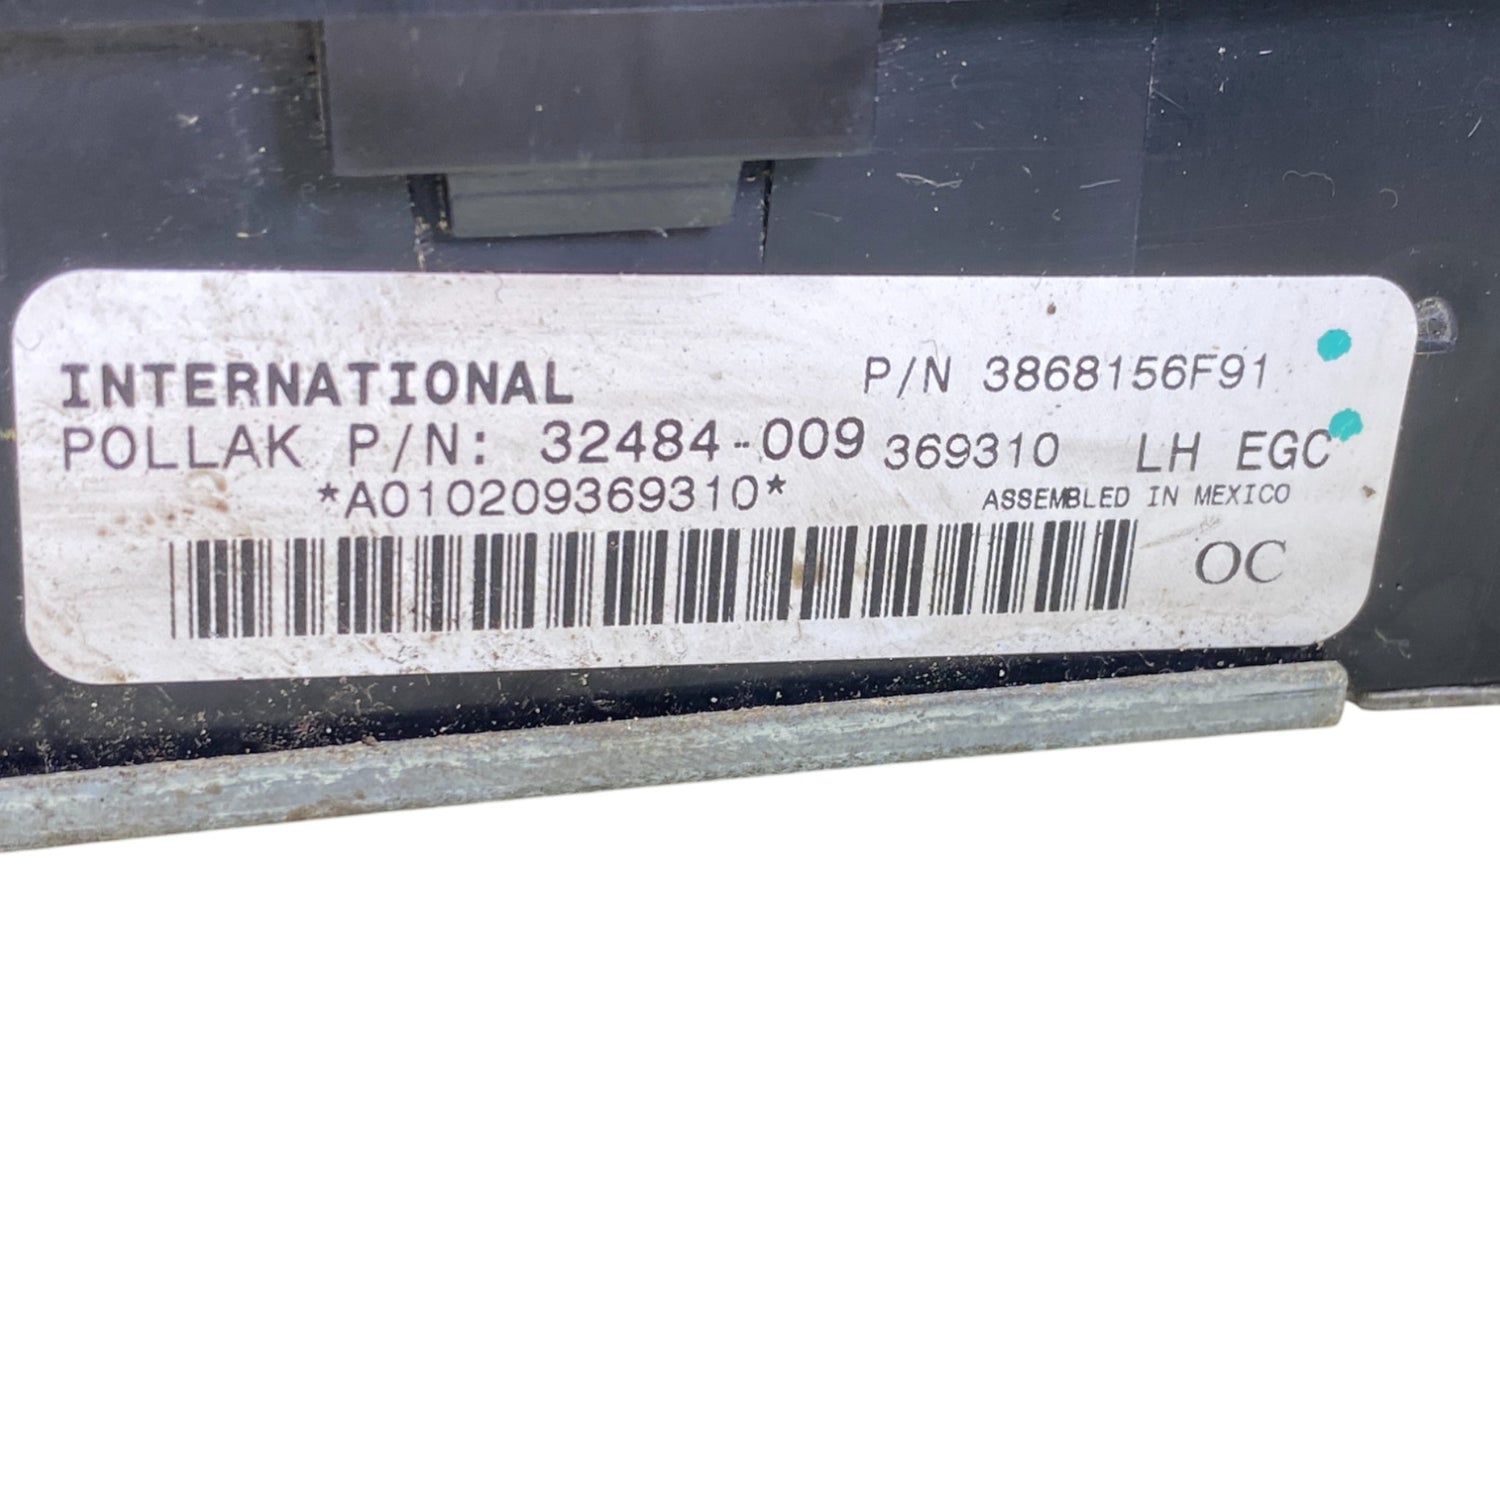 INTERNATIONAL P/N 3868156F91
POLLAK P/N: 32484-009 369310 LH EGC
*A010209369310* ASSEMBLED IN MEXICO
OC